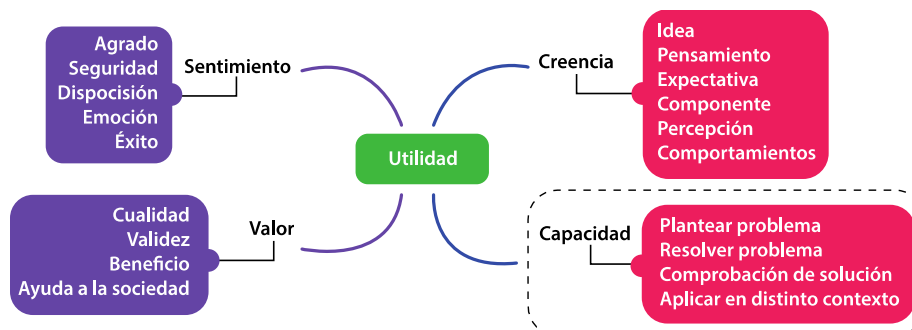 Agrado
Seguridad
Disposición
Emoción
Éxito
Sentimiento
Creencia
Idea
Pensamiento
Expectativa
Componente
Percepción
Comportamientos
Utilidad
Cualidad
Validez
Beneficio
Ayuda a la sociedad
Valor
Capacidad
Plantear problema
Resolver problema
Comprobación de solución
Aplicar en distinto contexto